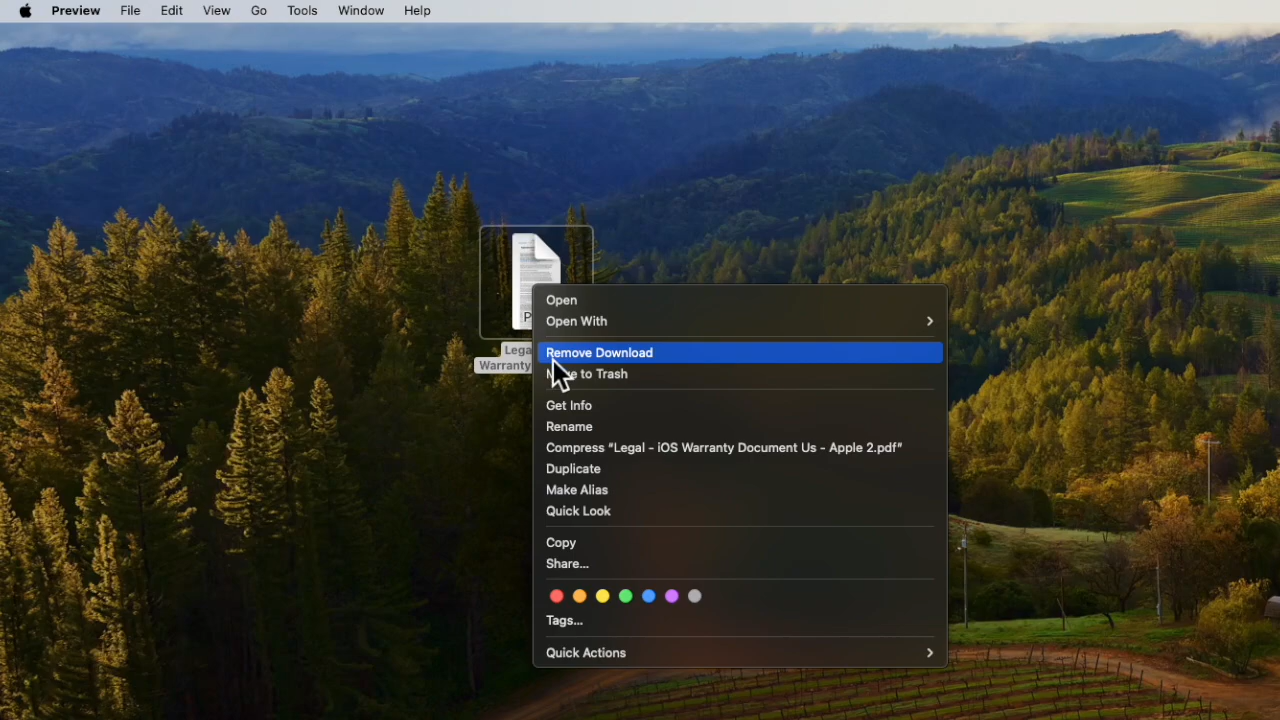 Preview File Edit View Go Tools Window Help
Legal
Warranty
Open
Open With
Remove Download
to Trash
Get Info
Rename
Compress “Legal - iOS Warranty Document Us - Apple 2.pdf”
Duplicate
Make Alias
Quick Look
Copy
Share...
Tags...
Quick Actions